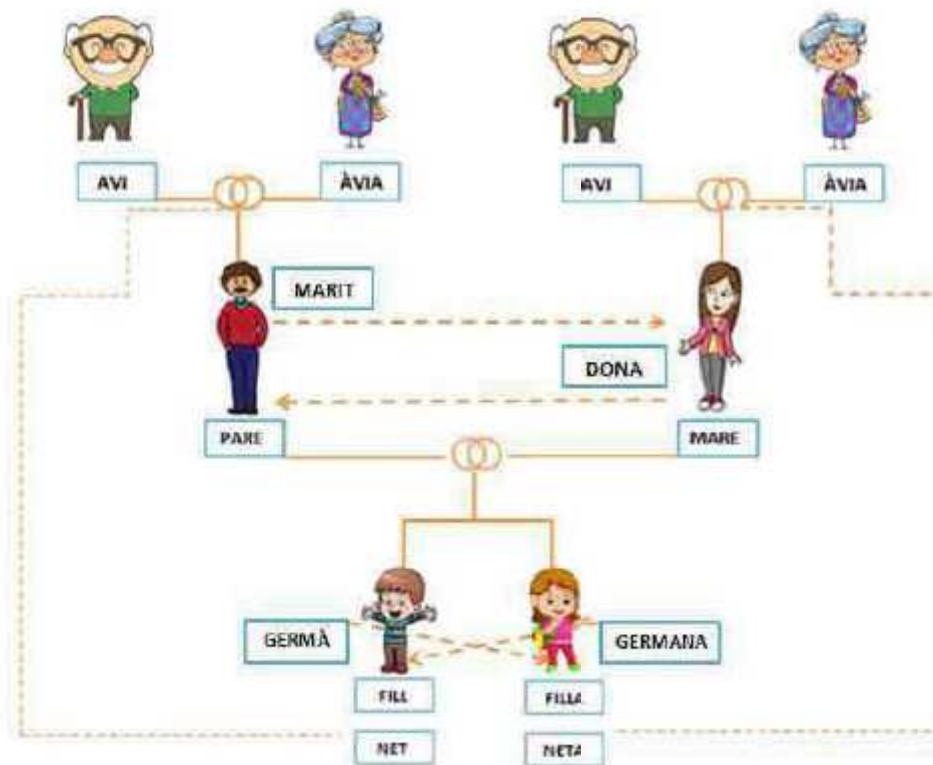 AVI
ÀVIA
AVI
ÀVIA
MARIT
DONA
PARE
MARE
GERMÀ
GERMANA
FILL
FILLA
NET
NETA